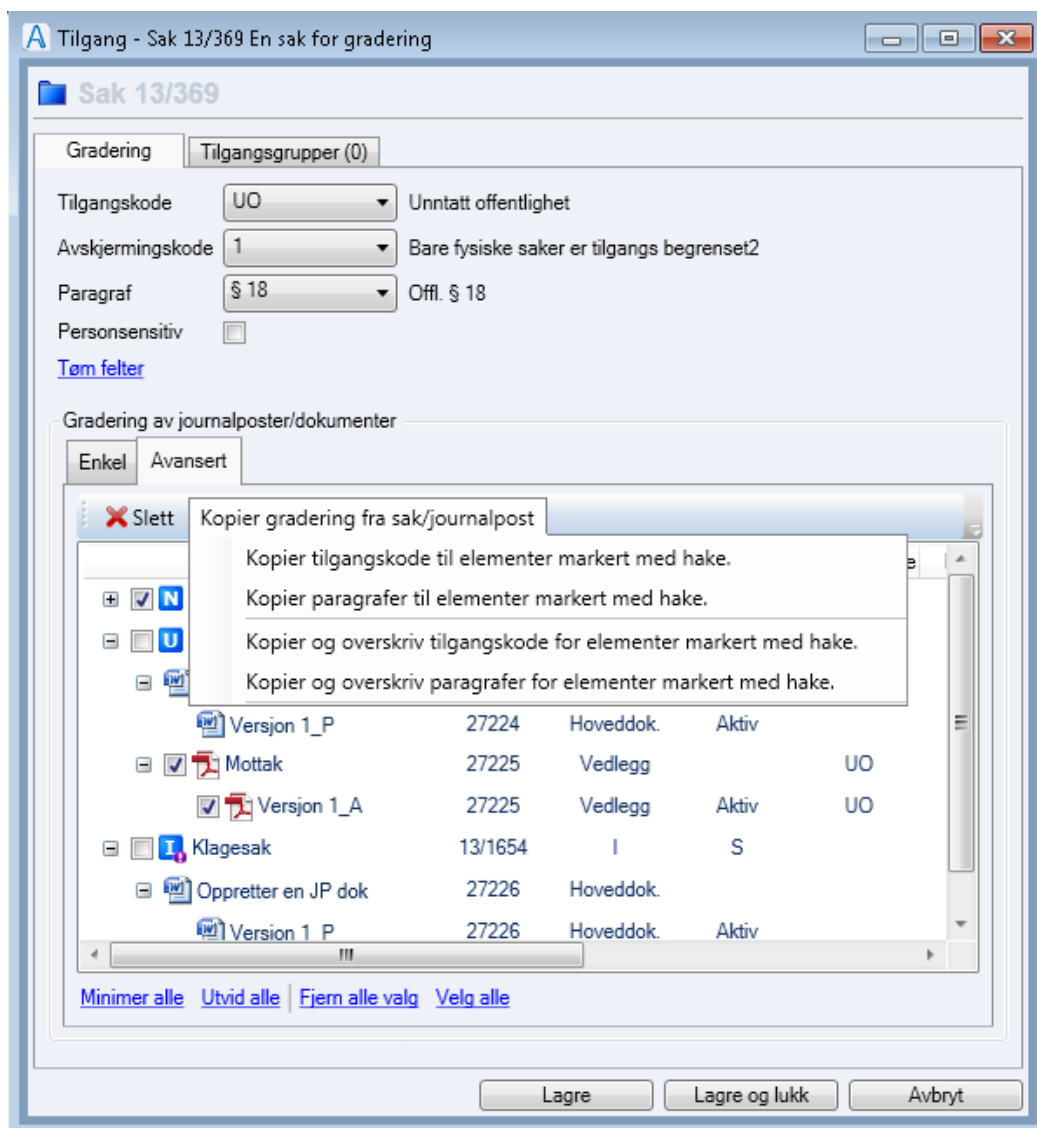 Tilgang - Sak 13/369 En sak for gradering
Sak 13/369
Gradering Tilgangsgrupper (0)
Tilgangskode UO Unntatt offentlighet
Avskjermingskode 1 Bare fysiske saker er tilgangs begrenset2
Paragraf § 18 Offl. § 18
Personsensitiv
Tøm felter
Gradering av journalposter/dokumenter
Enkel Avansert
Slett Kopier gradering fra sak/journalpost
Kopier tilgangskode til elementer markert med hake.
Kopier paragrafer til elementer markert med hake.
Kopier og overskriv tilgangskode for elementer markert med hake.
Kopier og overskriv paragrafer for elementer markert med hake.
N
U
Versjon 1_P 27224 Hoveddok. Aktiv
Mottak 27225 Vedlegg UO
Versjon 1_A 27225 Vedlegg Aktiv UO
I Klagesak 13/1654 I S
Oppretter en JP dok 27226 Hoveddok.
Versjon 1_P 27226 Hoveddok. Aktiv
Minimer alle Utvid alle Fjern alle valg Velg alle
Lagre Lagre og lukk Avbryt